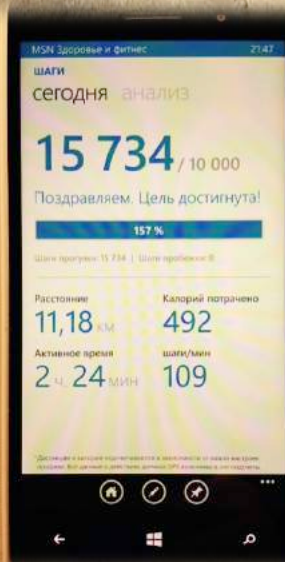 MSN Здоровье и фитнес 21:47
ШАГИ
сегодня анализ
15 734 / 10 000
Поздравляем. Цель достигнута!
157 %
Шаги прогулки: 15 734 | Шаги пробежки: 0
Расстояние Калорий потрачено
11,18 км 492
Активное время шаги/мин
2 ч. 24 мин 109